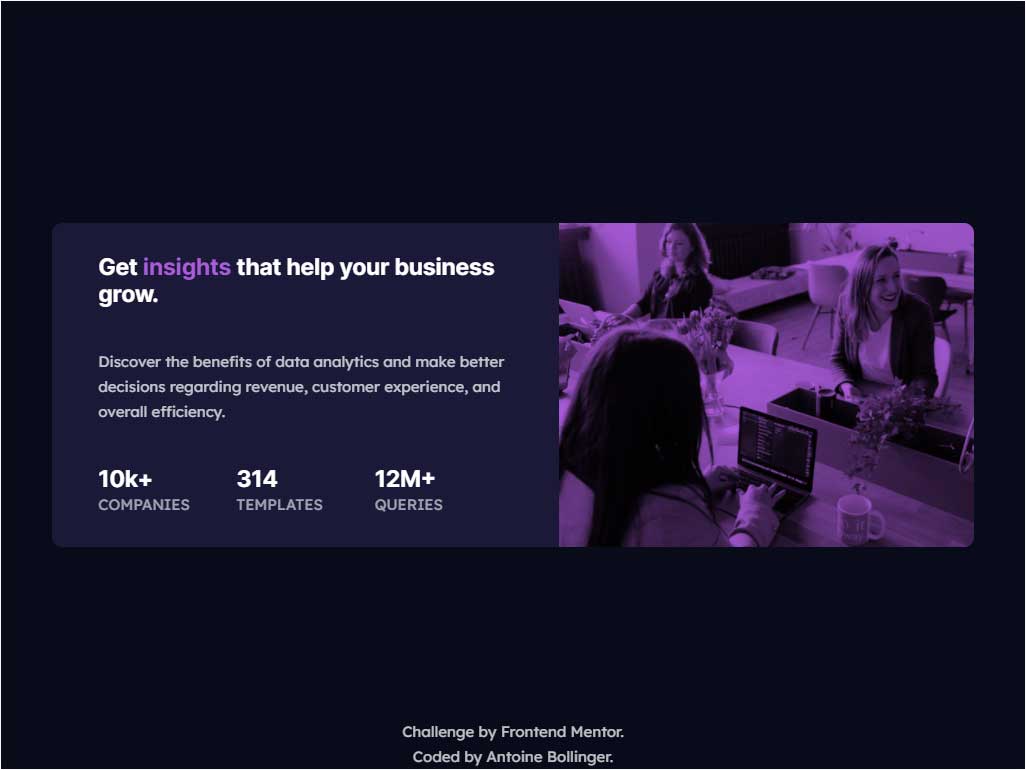 Get insights that help your business
grow.
Discover the benefits of data analytics and make better
decisions regarding revenue, customer experience, and
overall efficiency.
10k+ 314 12M+
COMPANIES TEMPLATES QUERIES
Challenge by Frontend Mentor.
Coded by Antoine Bollinger.